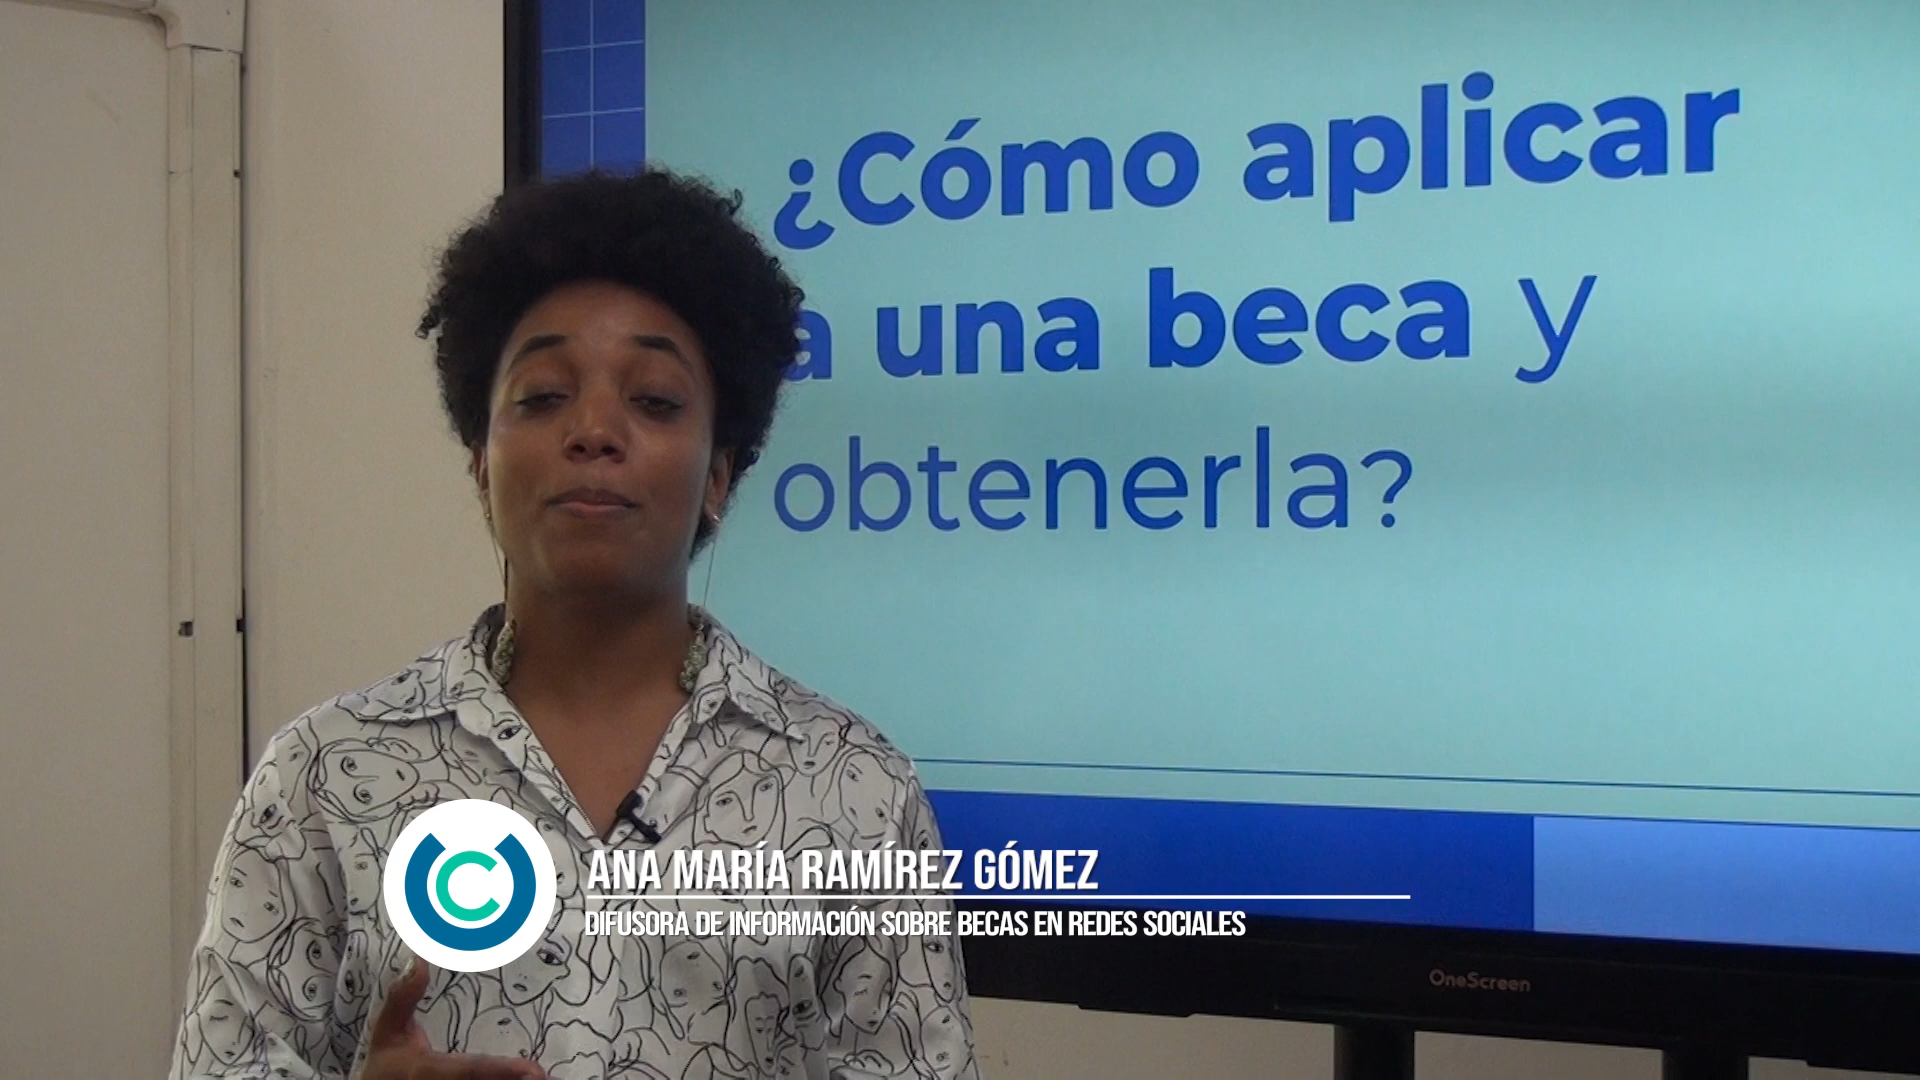 ¿Cómo aplicar
a una beca y
obtenerla?
ANA MARÍA RAMÍREZ GÓMEZ
DIFUSORA DE INFORMACIÓN SOBRE BECAS EN REDES SOCIALES
OneScreen